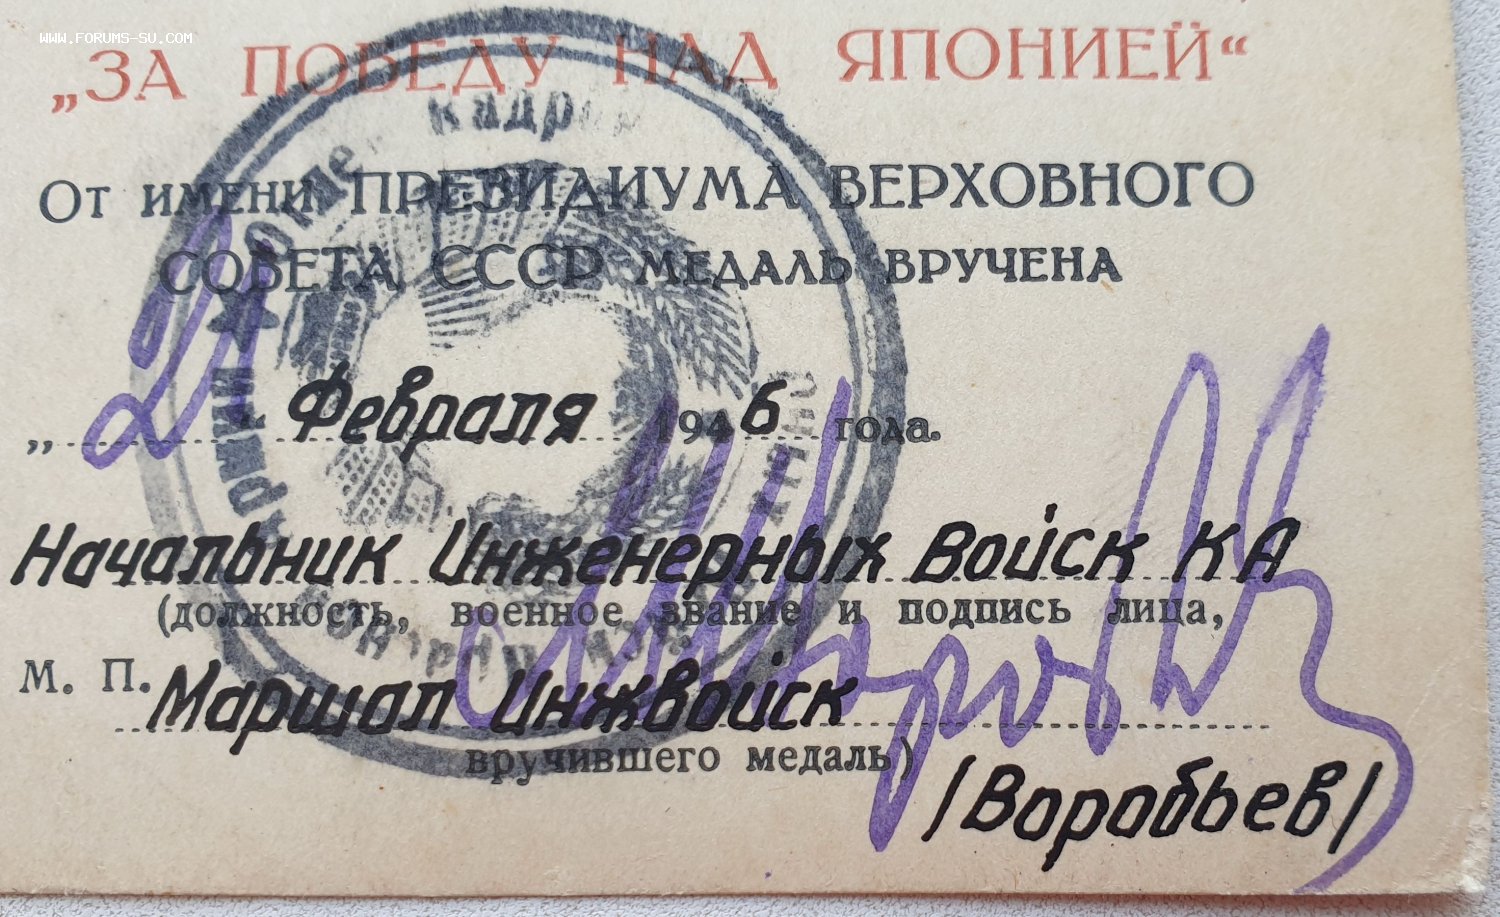 WWW.FORUMS-SU.COM
„ЗА ПОБЕДУ НАД ЯПОНИЕЙ“
От имени ПРЕЗИДИУМА ВЕРХОВНОГО
СОВЕТА СССР МЕДАЛЬ ВРУЧЕНА
„ “ Февраля 1946 года.
Начальник Инженерных Войск КА
(должность, военное звание и подпись лица,
М. П. Маршал Инжвойск
вручившего медаль)
/Воробьев/